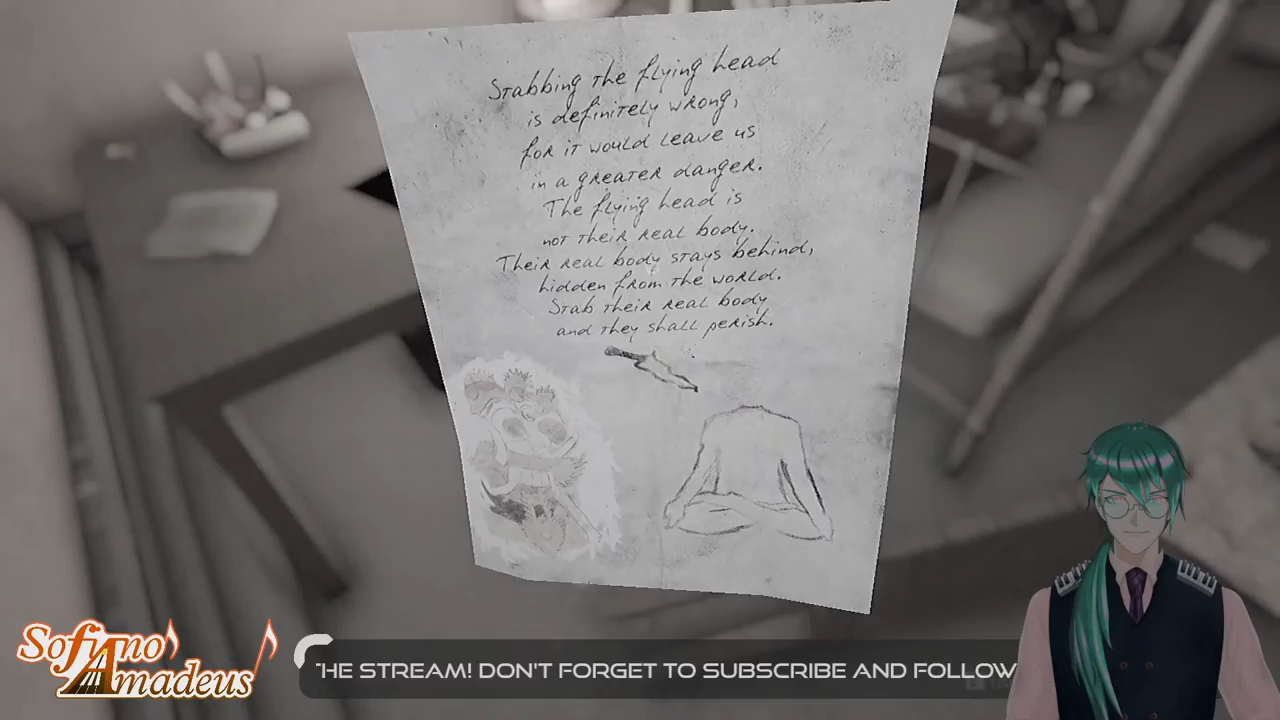 Stabbing the flying head
is definitely wrong,
for it would leave us
in a greater danger.
The flying head is
not their real body.
Their real body stays behind,
hidden from the world.
Stab their real body
and they shall perish.
Sofiano
Amadeus
THE STREAM! DON'T FORGET TO SUBSCRIBE AND FOLLOW